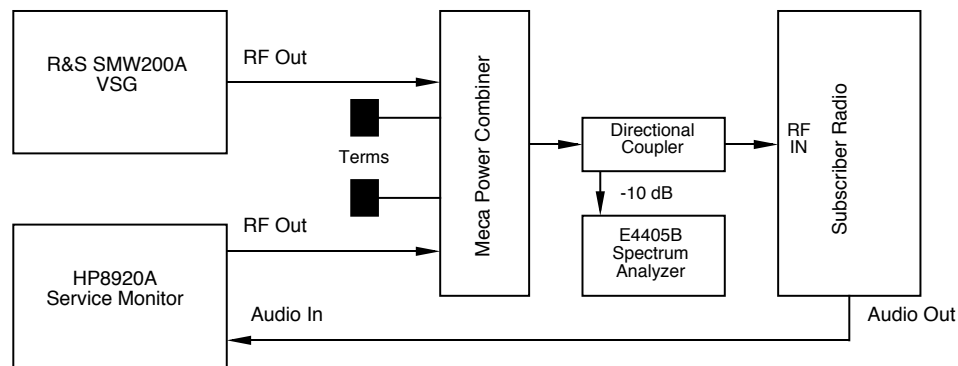 R&S SMW200A
VSG
RF Out
Terms
RF Out
HP8920A
Service Monitor
Audio In
Meca Power Combiner
Directional
Coupler
-10 dB
E4405B
Spectrum
Analyzer
RF
IN
Subscriber Radio
Audio Out